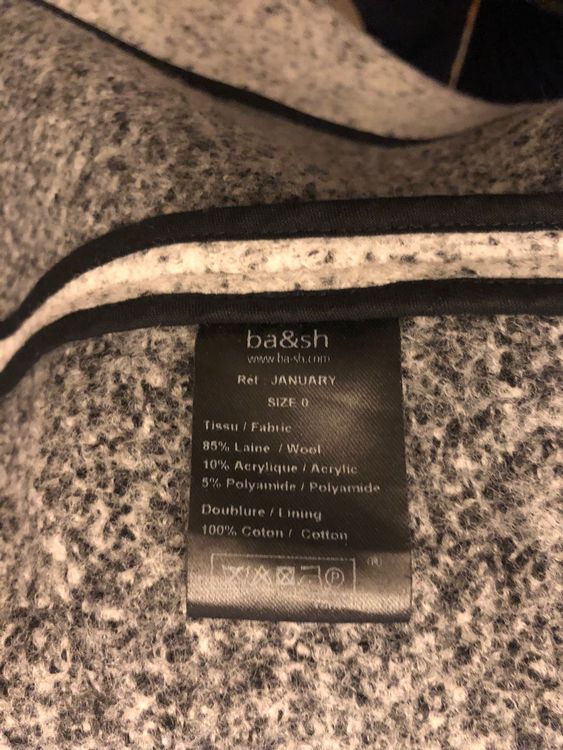 ba&sh
www.ba-sh.com
Ref : JANUARY
SIZE 0
Tissu / Fabric
85% Laine / Wool
10% Acrylique / Acrylic
5% Polyamide / Polyamide
Doublure / Lining
100% Coton / Cotton
P ®